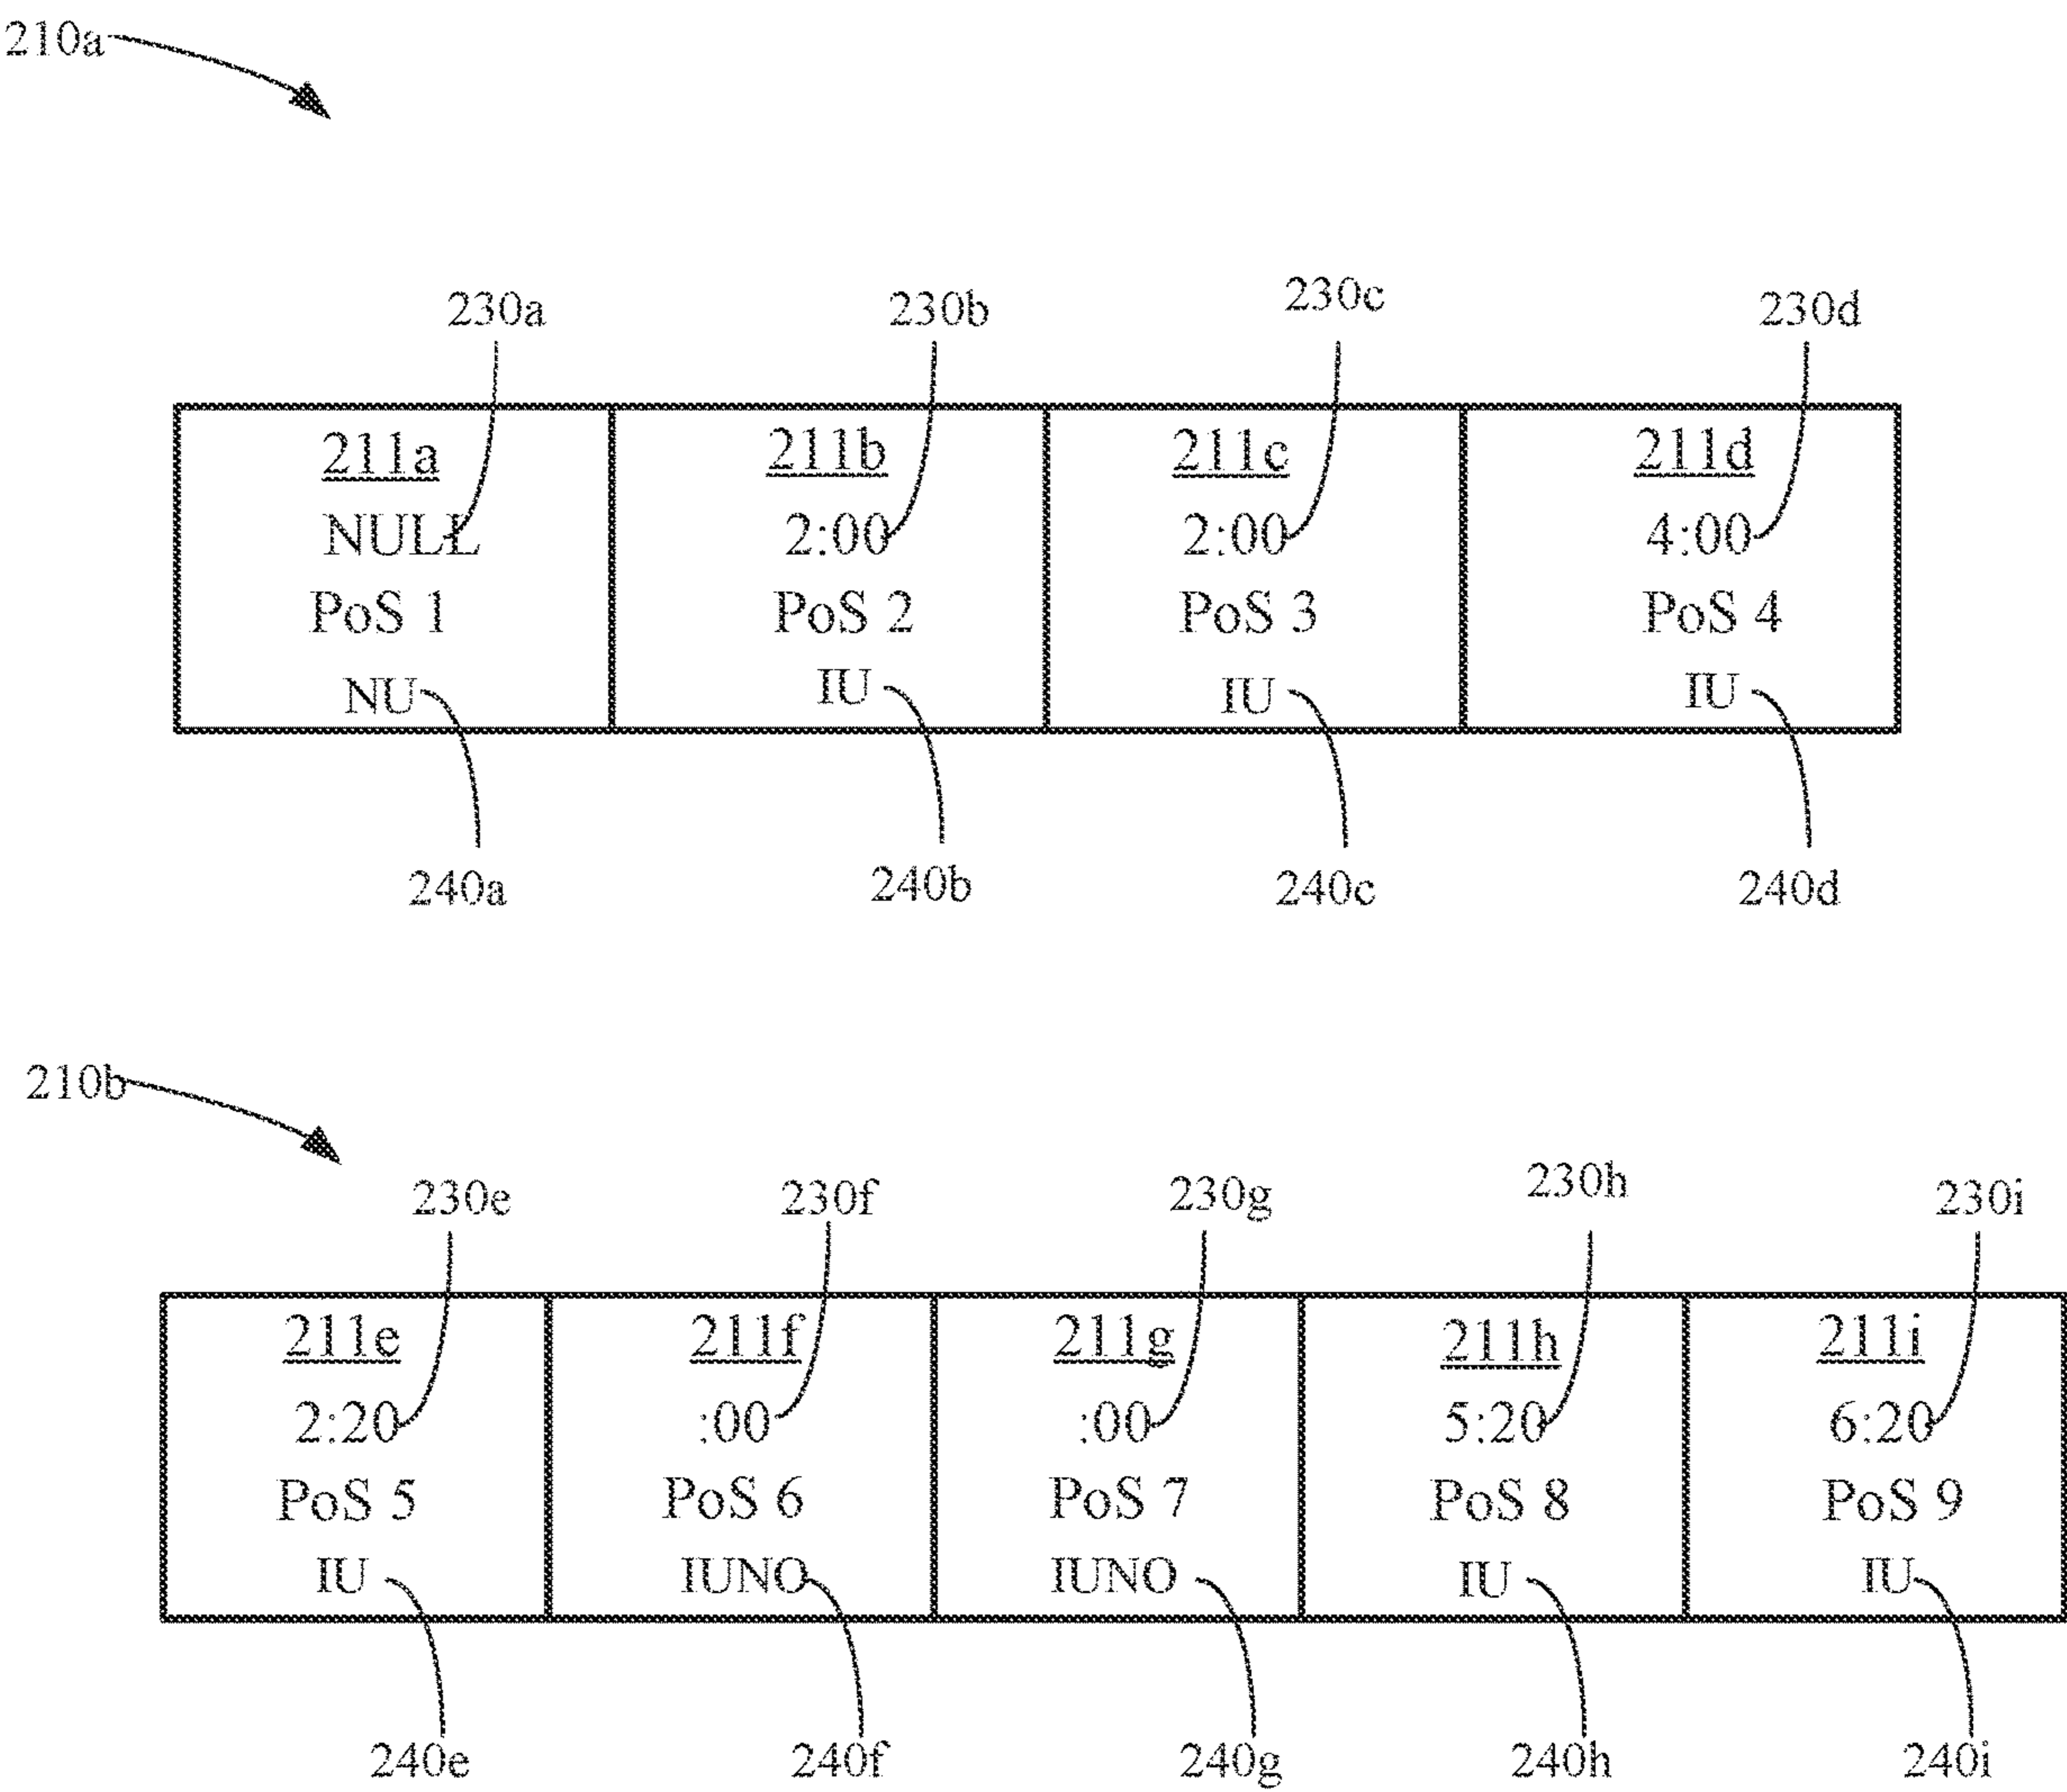 210a
230a 230b 230c 230d
211a 211b 211c 211d
NULL 2:00 2:00 4:00
PoS 1 PoS 2 PoS 3 PoS 4
NU IU IU IU
240a 240b 240c 240d
210b
230e 230f 230g 230h 230i
211e 211f 211g 211h 211i
2:20 :00 :00 5:20 6:20
PoS 5 PoS 6 PoS 7 PoS 8 PoS 9
IU IUNO IUNO IU IU
240e 240f 240g 240h 240i